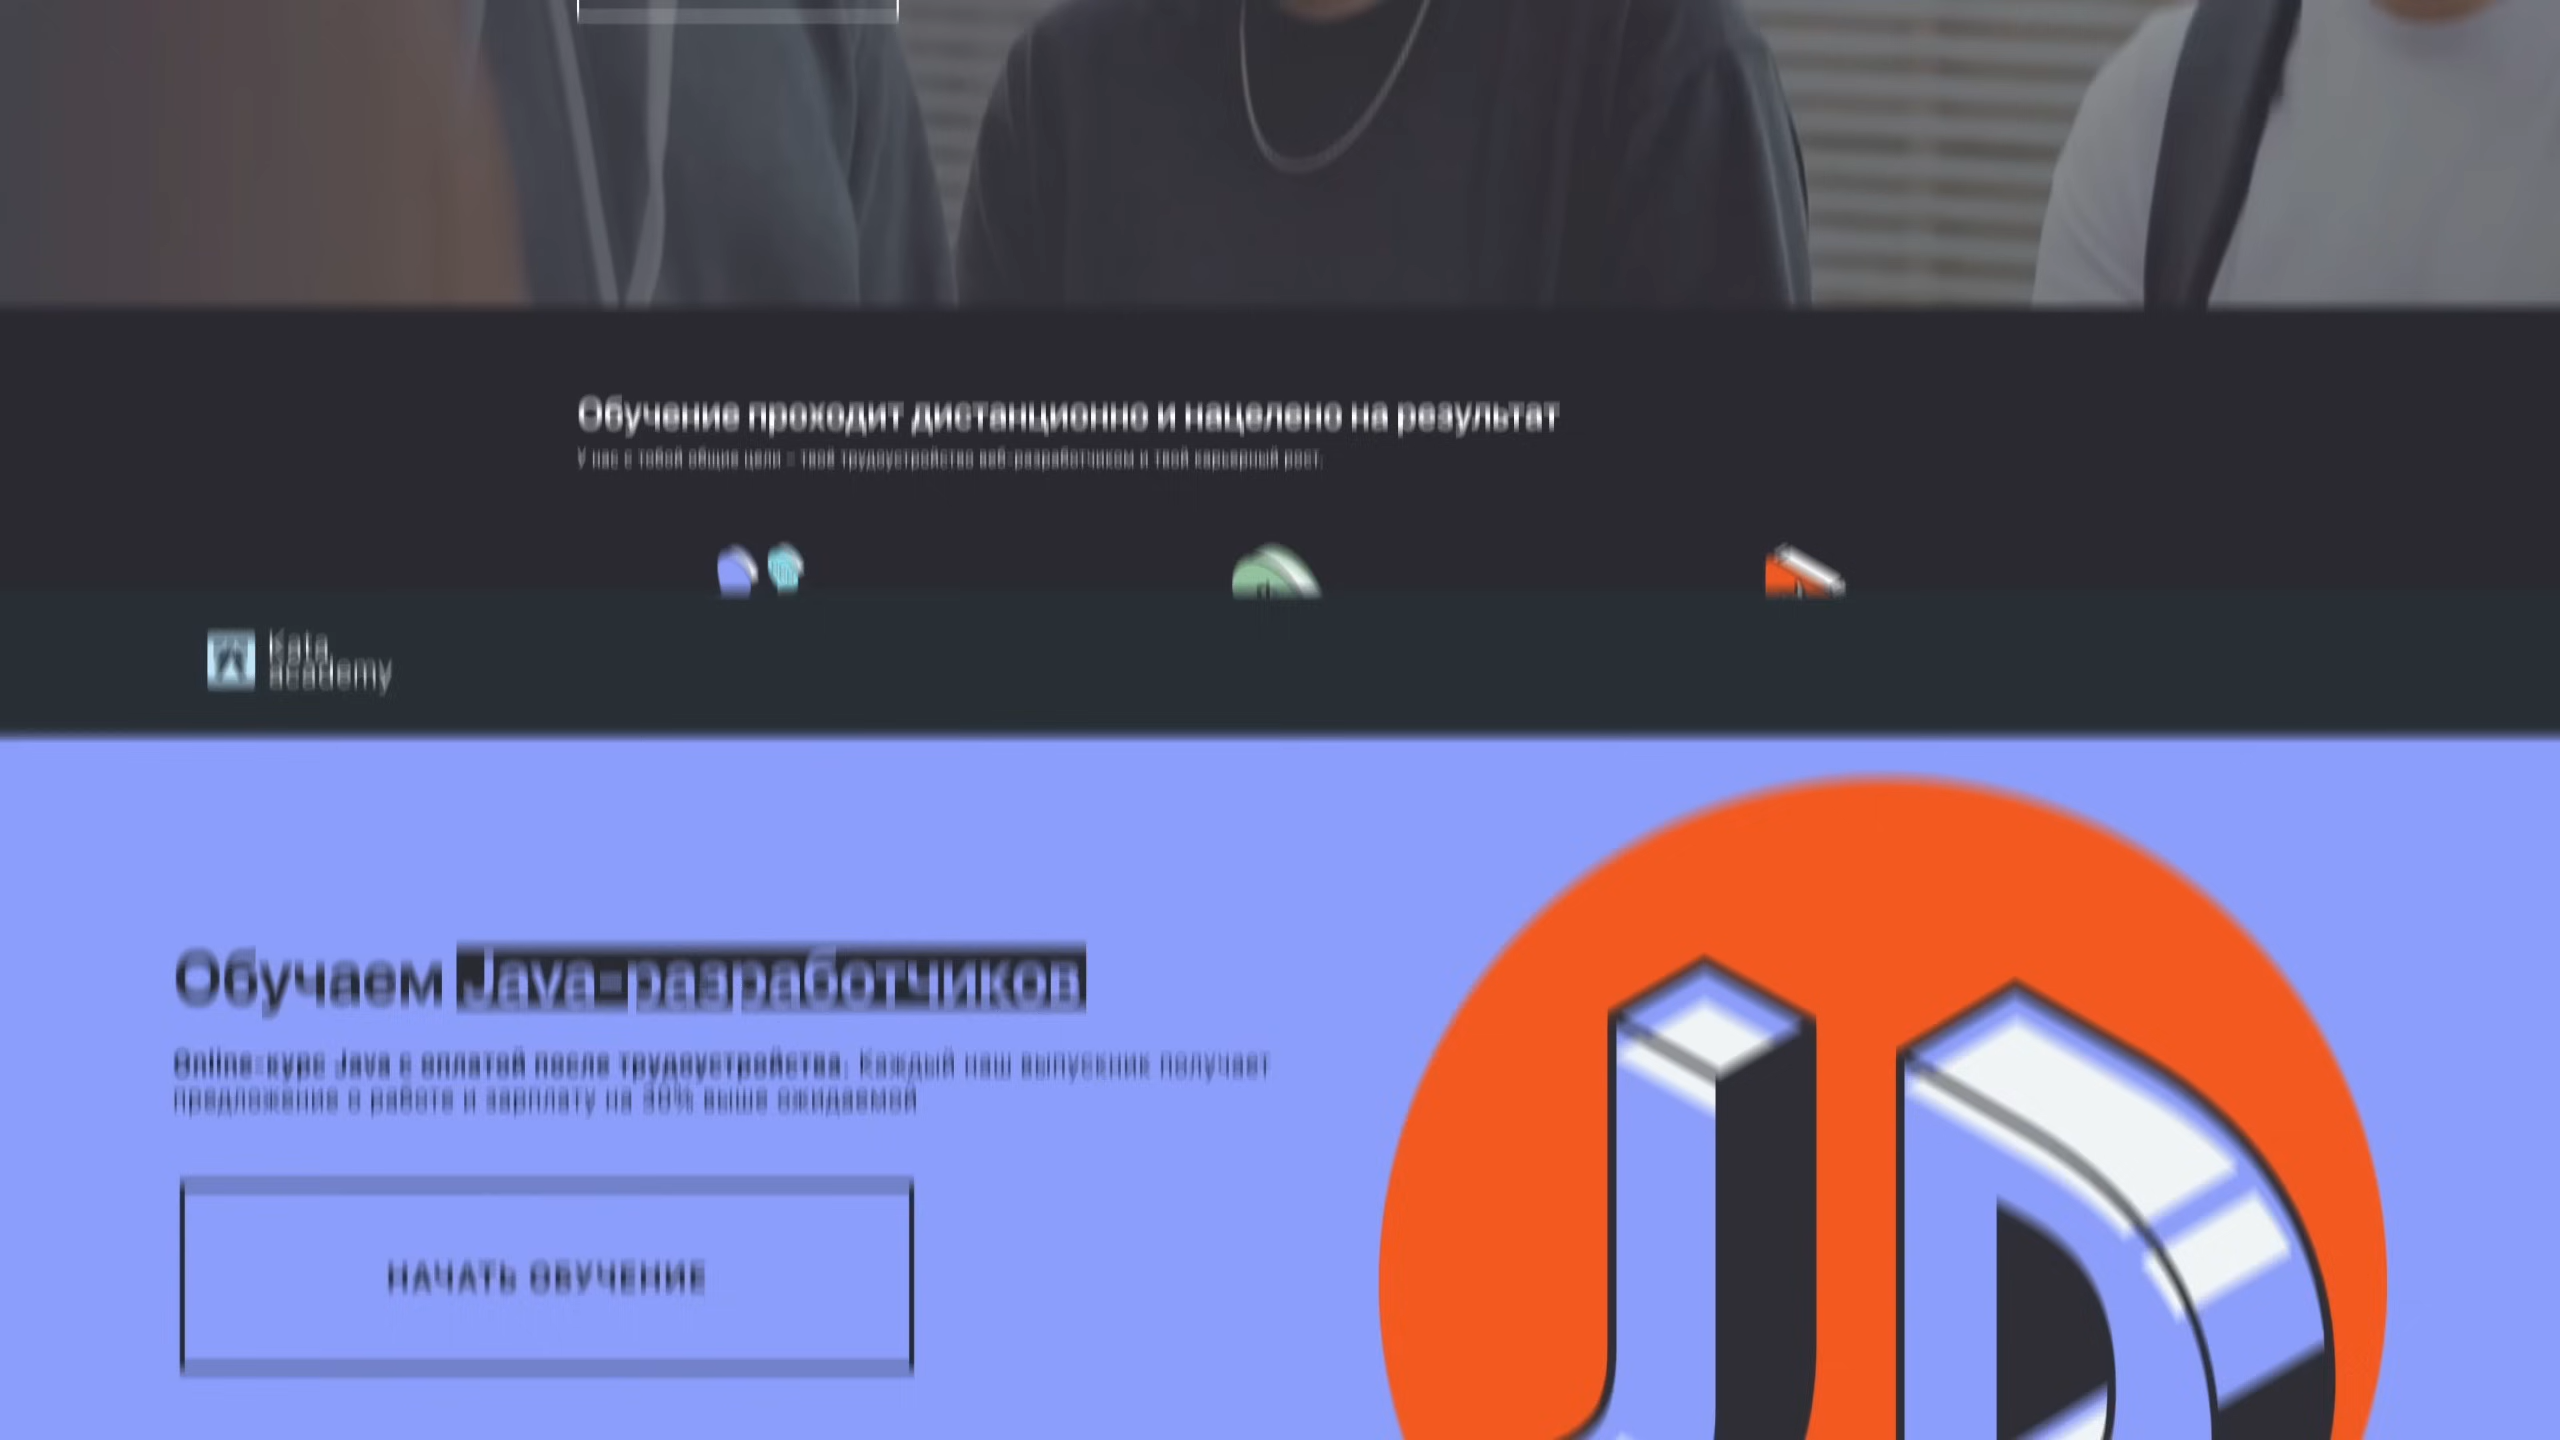 Обучение проходит дистанционно и нацелено на результат
У нас с тобой общие цели – твоё трудоустройство веб-разработчиком и твой карьерный рост.
Kata
academy
Обучаем Java-разработчиков
Online-курс Java с оплатой после трудоустройства. Каждый наш выпускник получает
предложение о работе и зарплату на 30% выше ожидаемой
НАЧАТЬ ОБУЧЕНИЕ
JD